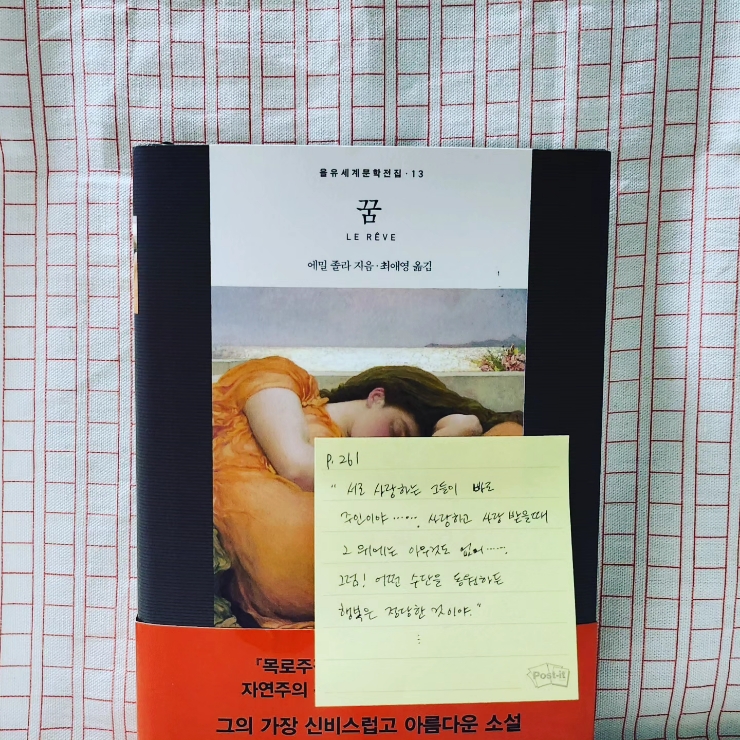 을유세계문학전집·13
꿈
LE RÊVE
에밀 졸라 지음·최애영 옮김
p. 261
“ 서로 사랑하는 그들이 바로
주인이야……. 사랑하고 사랑 받을때
그 위에는 아무것도 없어…….
그럼! 어떤 수단을 동원하든
행복은 정당한 것이야.”
⋮
Post-it
『목로주
자연주의
그의 가장 신비스럽고 아름다운 소설